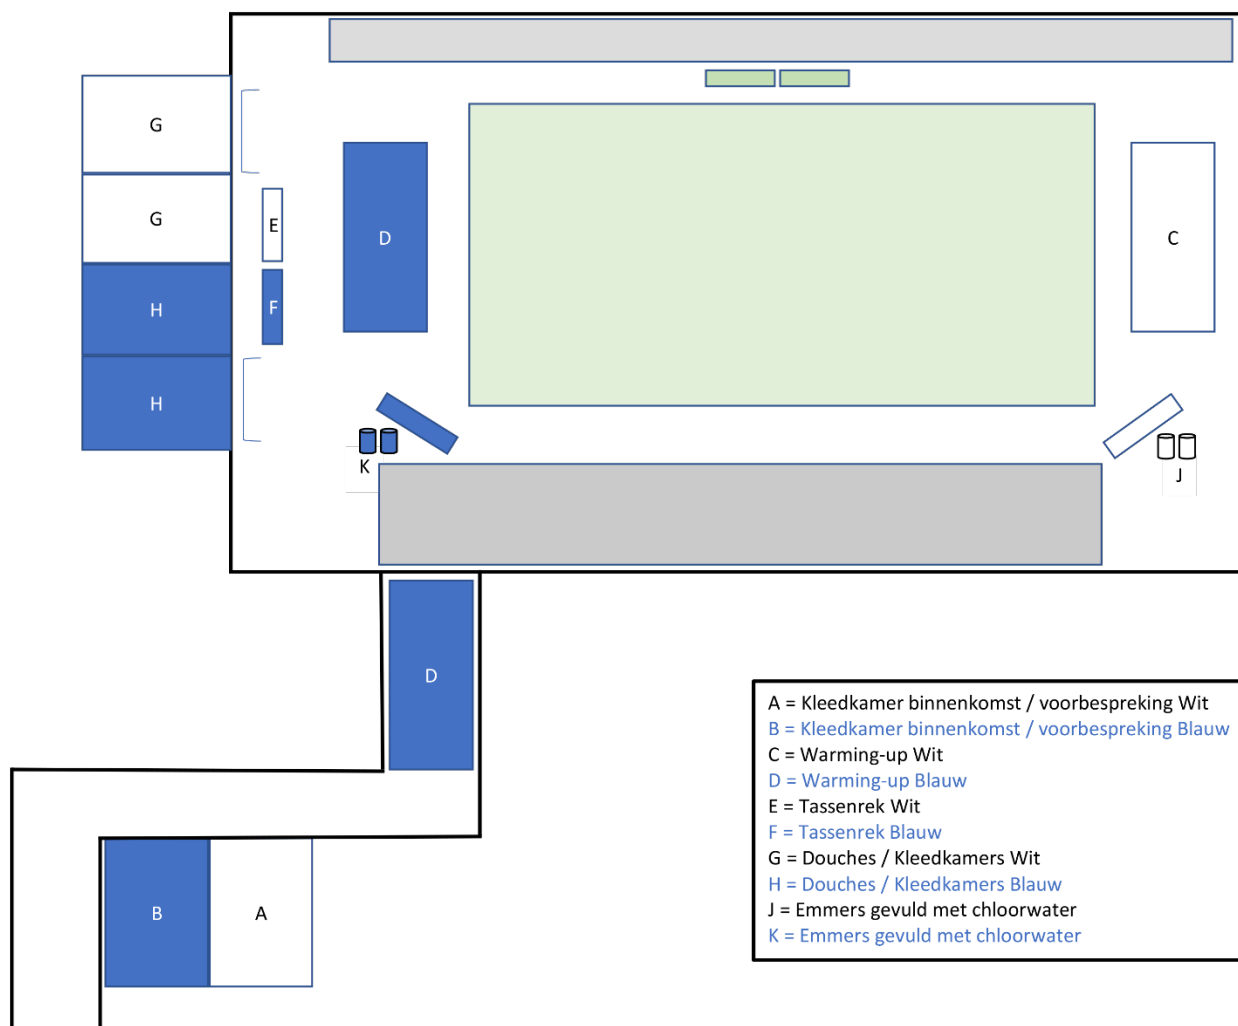 G
G
E
D
C
H
F
H
K
J
D
B
A
A = Kleedkamer binnenkomst / voorbespreking Wit
B = Kleedkamer binnenkomst / voorbespreking Blauw
C = Warming-up Wit
D = Warming-up Blauw
E = Tassenrek Wit
F = Tassenrek Blauw
G = Douches / Kleedkamers Wit
H = Douches / Kleedkamers Blauw
J = Emmers gevuld met chloorwater
K = Emmers gevuld met chloorwater